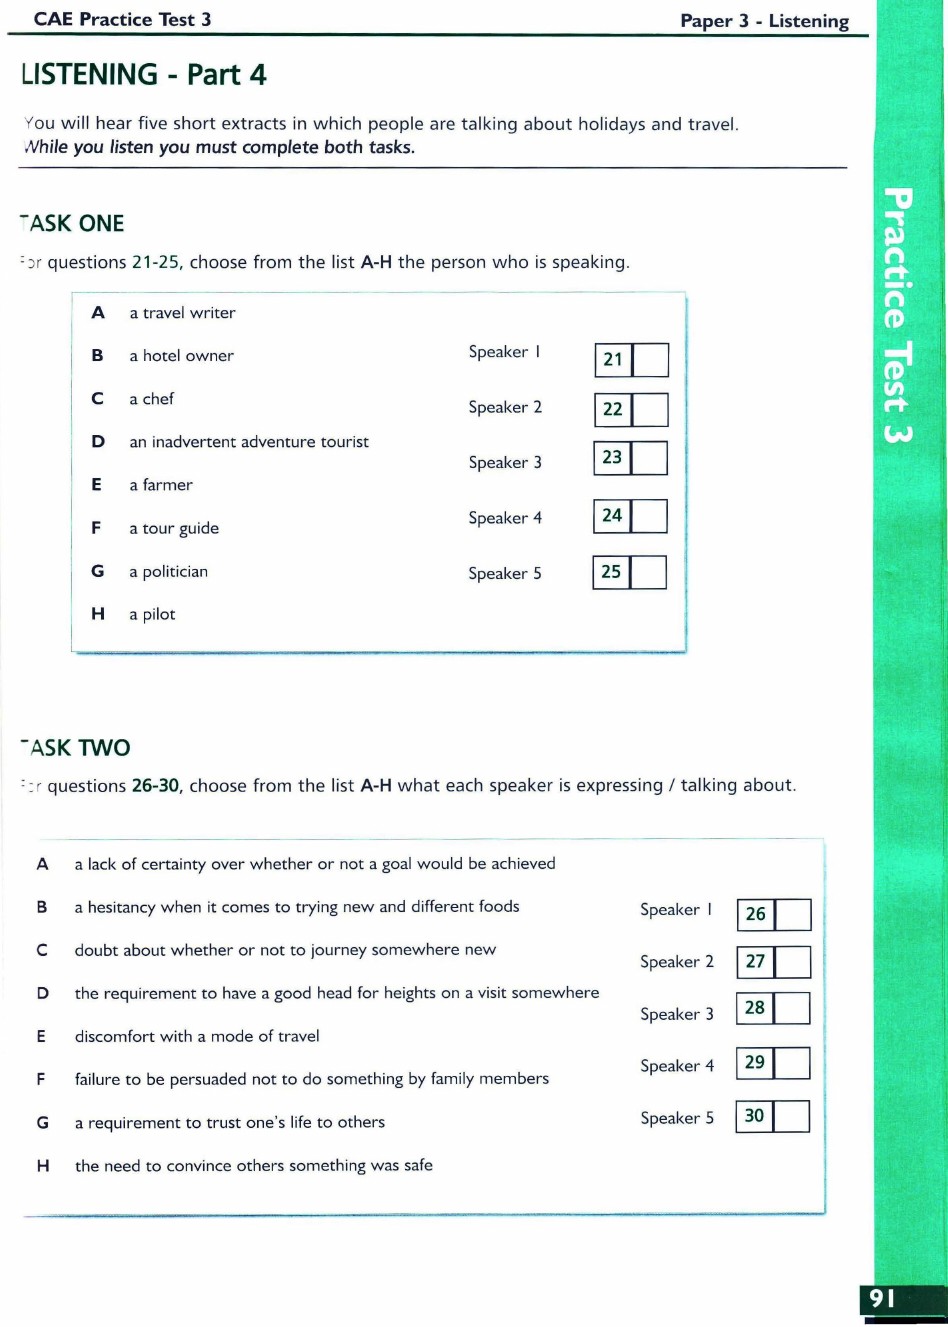 CAE Practice Test 3
Paper 3 - Listening
LISTENING - Part 4
You will hear five short extracts in which people are talking about holidays and travel.
While you listen you must complete both tasks.
TASK ONE
For questions 21-25, choose from the list A-H the person who is speaking.
A a travel writer
B a hotel owner
C a chef
D an inadvertent adventure tourist
E a farmer
F a tour guide
G a politician
H a pilot
Speaker 1 21
Speaker 2 22
Speaker 3 23
Speaker 4 24
Speaker 5 25
TASK TWO
For questions 26-30, choose from the list A-H what each speaker is expressing / talking about.
A a lack of certainty over whether or not a goal would be achieved
B a hesitancy when it comes to trying new and different foods
C doubt about whether or not to journey somewhere new
D the requirement to have a good head for heights on a visit somewhere
E discomfort with a mode of travel
F failure to be persuaded not to do something by family members
G a requirement to trust one's life to others
H the need to convince others something was safe
Speaker 1 26
Speaker 2 27
Speaker 3 28
Speaker 4 29
Speaker 5 30
Practice Test 3
91